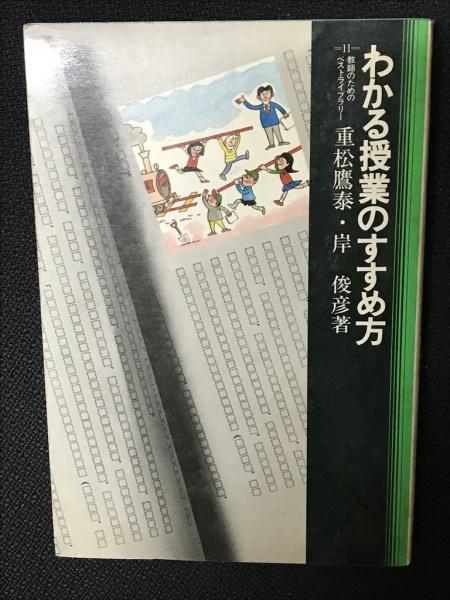 わかる授業のすすめ方
=11=
教師のための
ベストライブラリー
重松鷹泰・岸 俊彦著